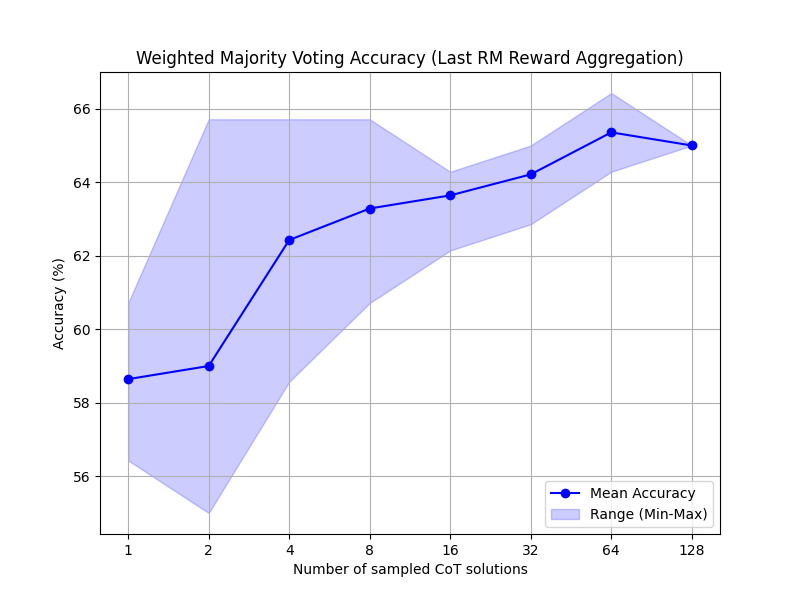 Weighted Majority Voting Accuracy (Last RM Reward Aggregation)
Accuracy (%)
66
64
62
60
58
56
1 2 4 8 16 32 64 128
Number of sampled CoT solutions
Mean Accuracy
Range (Min-Max)